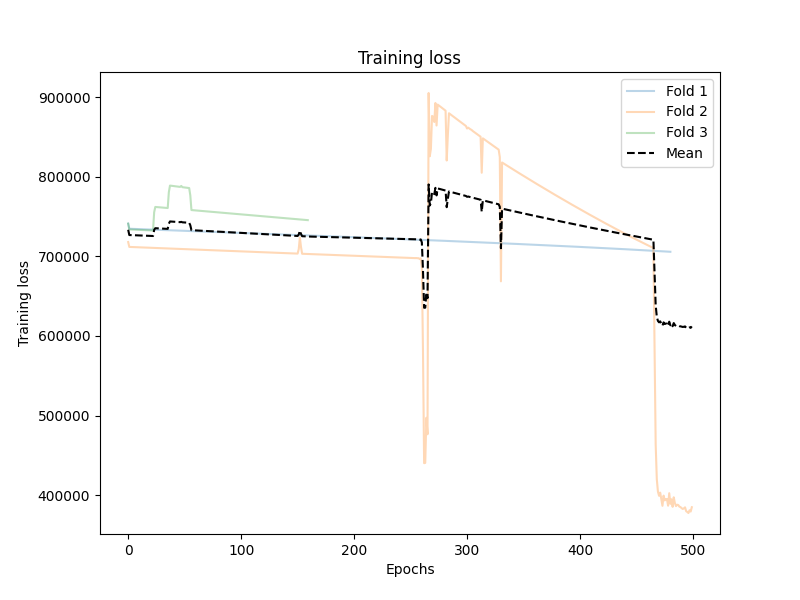 Training loss
900000
800000
700000
600000
500000
400000
Training loss
0
100
200
300
400
500
Epochs
Fold 1
Fold 2
Fold 3
Mean